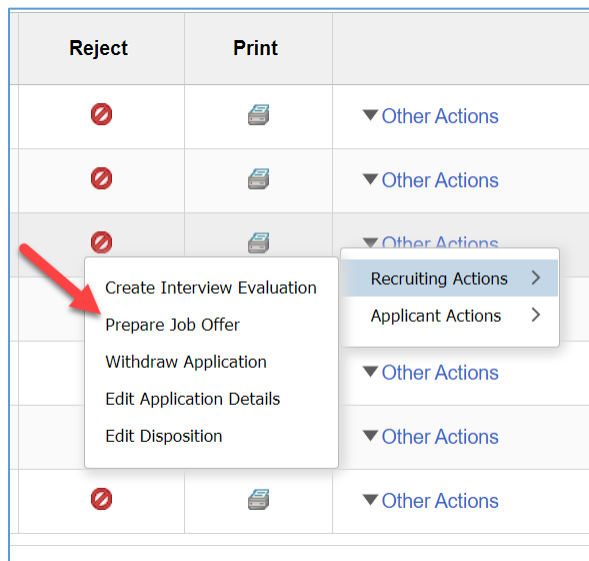 Reject Print
Other Actions
Other Actions
Other Actions
Recruiting Actions
Applicant Actions
Create Interview Evaluation
Prepare Job Offer
Withdraw Application
Edit Application Details
Edit Disposition
Other Actions
Other Actions
Other Actions